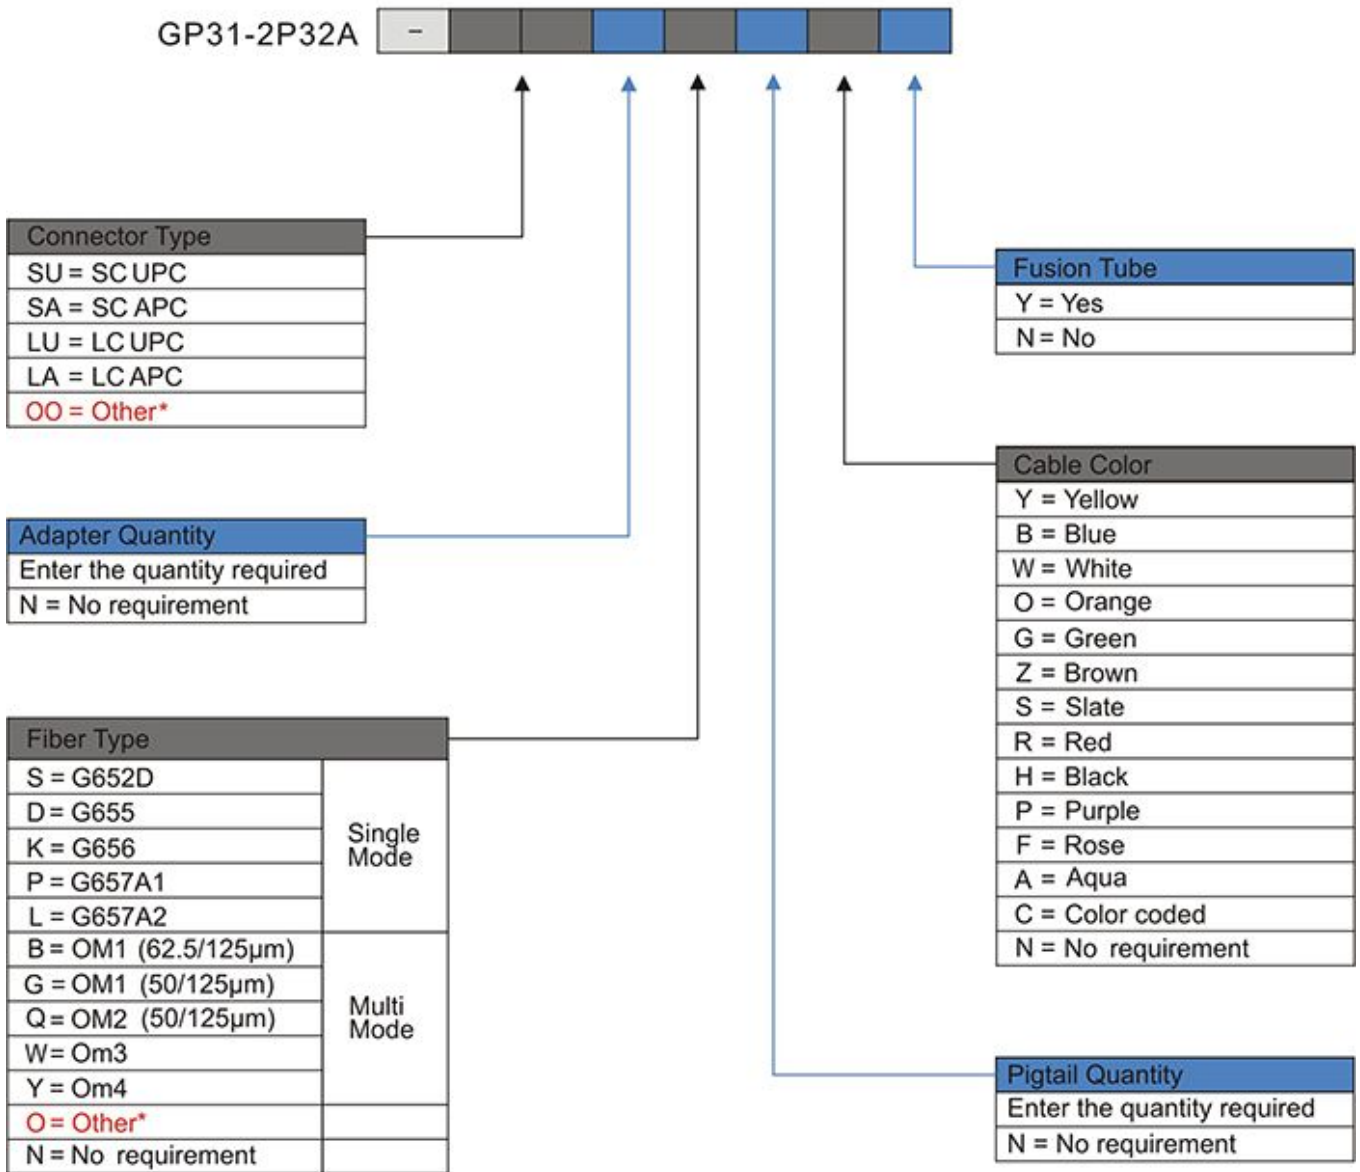 GP31-2P32A -
Connector Type
SU = SC UPC
SA = SC APC
LU = LC UPC
LA = LC APC
OO = Other*
Adapter Quantity
Enter the quantity required
N = No requirement
Fiber Type
S = G652D
D = G655
K = G656
P = G657A1
L = G657A2
Single
Mode
B = OM1 (62.5/125µm)
G = OM1 (50/125µm)
Q = OM2 (50/125µm)
W = Om3
Y = Om4
Multi
Mode
O = Other*
N = No requirement
Fusion Tube
Y = Yes
N = No
Cable Color
Y = Yellow
B = Blue
W = White
O = Orange
G = Green
Z = Brown
S = Slate
R = Red
H = Black
P = Purple
F = Rose
A = Aqua
C = Color coded
N = No requirement
Pigtail Quantity
Enter the quantity required
N = No requirement